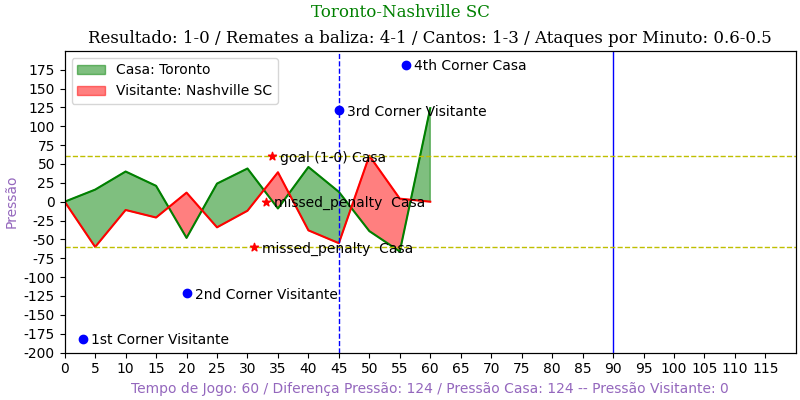 Toronto-Nashville SC
Resultado: 1-0 / Remates a baliza: 4-1 / Cantos: 1-3 / Ataques por Minuto: 0.6-0.5
Casa: Toronto
Visitante: Nashville SC
4th Corner Casa
3rd Corner Visitante
goal (1-0) Casa
missed_penalty  Casa
missed_penalty  Casa
2nd Corner Visitante
1st Corner Visitante
Pressão
175
150
125
100
75
50
25
0
-25
-50
-75
-100
-125
-150
-175
-200
0 5 10 15 20 25 30 35 40 45 50 55 60 65 70 75 80 85 90 95 100 105 110 115
Tempo de Jogo: 60 / Diferença Pressão: 124 / Pressão Casa: 124 -- Pressão Visitante: 0